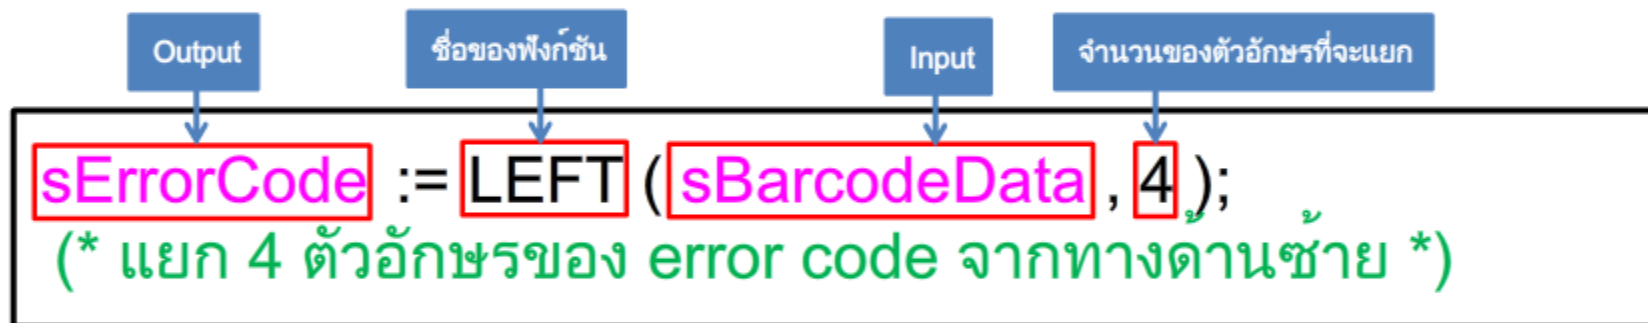 Output ชื่อของฟังก์ชัน Input จำนวนของตัวอักษรที่จะแยก
sErrorCode := LEFT ( sBarcodeData , 4 );
(* แยก 4 ตัวอักษรของ error code จากทางด้านซ้าย *)